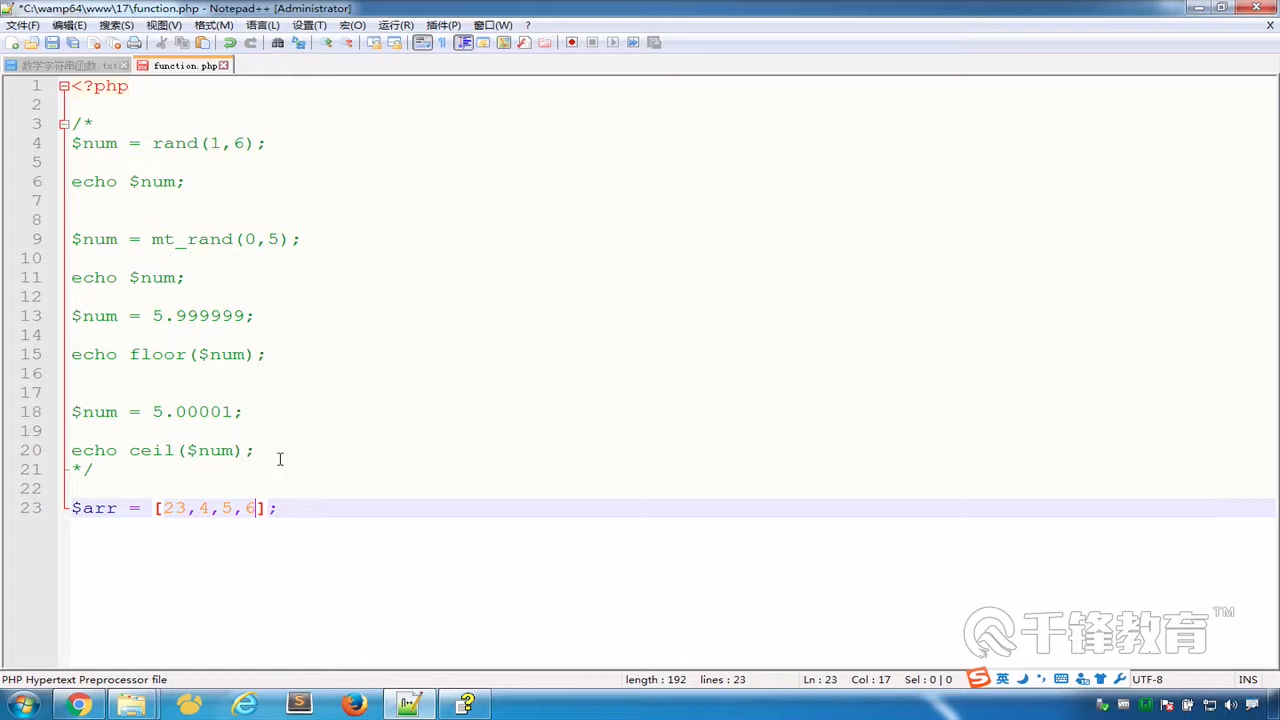 *C:\wamp64\www\17\function.php - Notepad++ [Administrator]
文件(F) 编辑(E) 搜索(S) 视图(V) 格式(M) 语言(L) 设置(T) 宏(O) 运行(R) 插件(P) 窗口(W) ?
数学字符串函数.txt function.php
1 <?php
2
3 /*
4 $num = rand(1,6);
5
6 echo $num;
7
8
9 $num = mt_rand(0,5);
10
11 echo $num;
12
13 $num = 5.999999;
14
15 echo floor($num);
16
17
18 $num = 5.00001;
19
20 echo ceil($num);
21 */
22
23 $arr = [23,4,5,6];
千锋教育™
PHP Hypertext Preprocessor file length : 192 lines : 23 Ln : 23 Col : 17 Sel : 0 | 0 英 UTF-8 INS